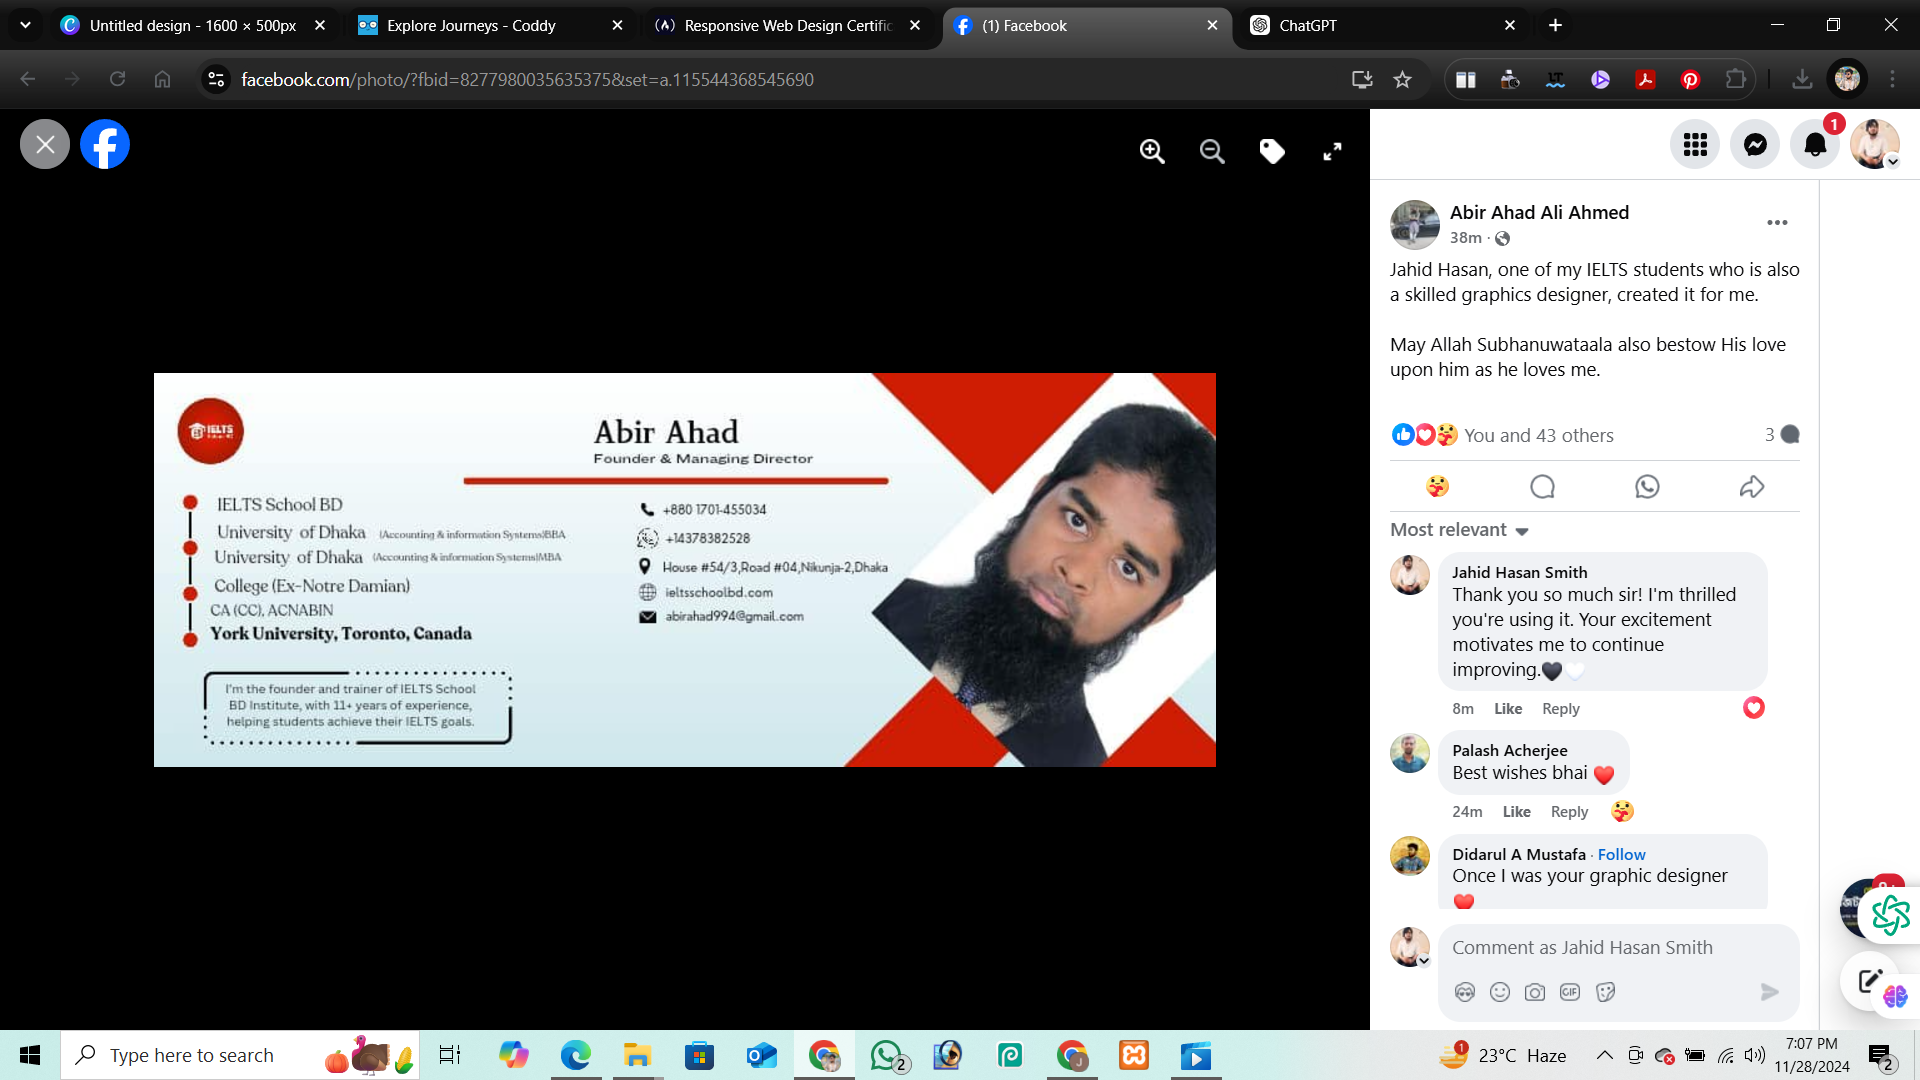 Untitled design - 1600 × 500px
Explore Journeys - Coddy
Responsive Web Design Certific
(1) Facebook
ChatGPT
facebook.com/photo/?fbid=8277980035635375&set=a.115544368545690
1
Abir Ahad Ali Ahmed
38m ·
Jahid Hasan, one of my IELTS students who is also
a skilled graphics designer, created it for me.
May Allah Subhanuwataala also bestow His love
upon him as he loves me.
You and 43 others
3
Most relevant
Jahid Hasan Smith
Thank you so much sir! I'm thrilled
you're using it. Your excitement
motivates me to continue
improving.🖤🤍
8m Like Reply
Palash Acherjee
Best wishes bhai ♥️
24m Like Reply
Didarul A Mustafa · Follow
Once I was your graphic designer
♥️
Comment as Jahid Hasan Smith
GIF
IELTS
Abir Ahad
Founder & Managing Director
IELTS School BD
University of Dhaka (Accounting & information Systems)BBA
University of Dhaka (Accounting & information Systems)MBA
College (Ex-Notre Damian)
CA (CC), ACNABIN
York University, Toronto, Canada
+880 1701-455034
+14378382528
House #54/3,Road #04,Nikunja-2,Dhaka
ieltsschoolbd.com
abirahad994@gmail.com
I'm the founder and trainer of IELTS School
BD Institute, with 11+ years of experience,
helping students achieve their IELTS goals.
Type here to search
2
1
23°C Haze
7:07 PM
11/28/2024
2